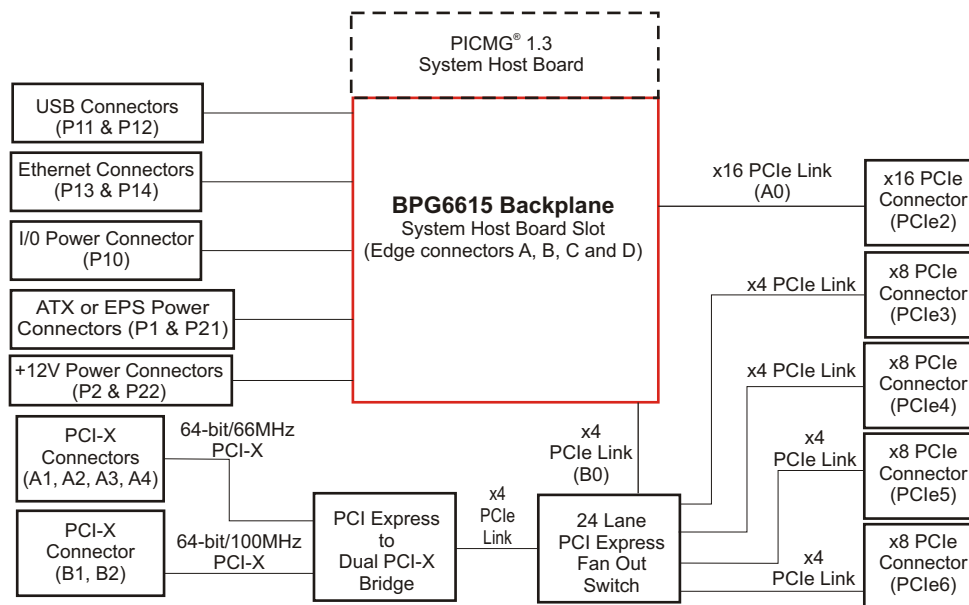 PICMG® 1.3
System Host Board
USB Connectors
(P11 & P12)
Ethernet Connectors
(P13 & P14)
I/0 Power Connector
(P10)
ATX or EPS Power
Connectors (P1 & P21)
+12V Power Connectors
(P2 & P22)
BPG6615 Backplane
System Host Board Slot
(Edge connectors A, B, C and D)
x16 PCIe Link
(A0)
x16 PCIe
Connector
(PCIe2)
x4 PCIe Link
x8 PCIe
Connector
(PCIe3)
x4 PCIe Link
x8 PCIe
Connector
(PCIe4)
x4
PCIe Link
x8 PCIe
Connector
(PCIe5)
x4
PCIe Link
x8 PCIe
Connector
(PCIe6)
PCI-X
Connectors
(A1, A2, A3, A4)
64-bit/66MHz
PCI-X
PCI-X
Connector
(B1, B2)
64-bit/100MHz
PCI-X
PCI Express
to
Dual PCI-X
Bridge
x4
PCIe
Link
x4
PCIe Link
(B0)
24 Lane
PCI Express
Fan Out
Switch